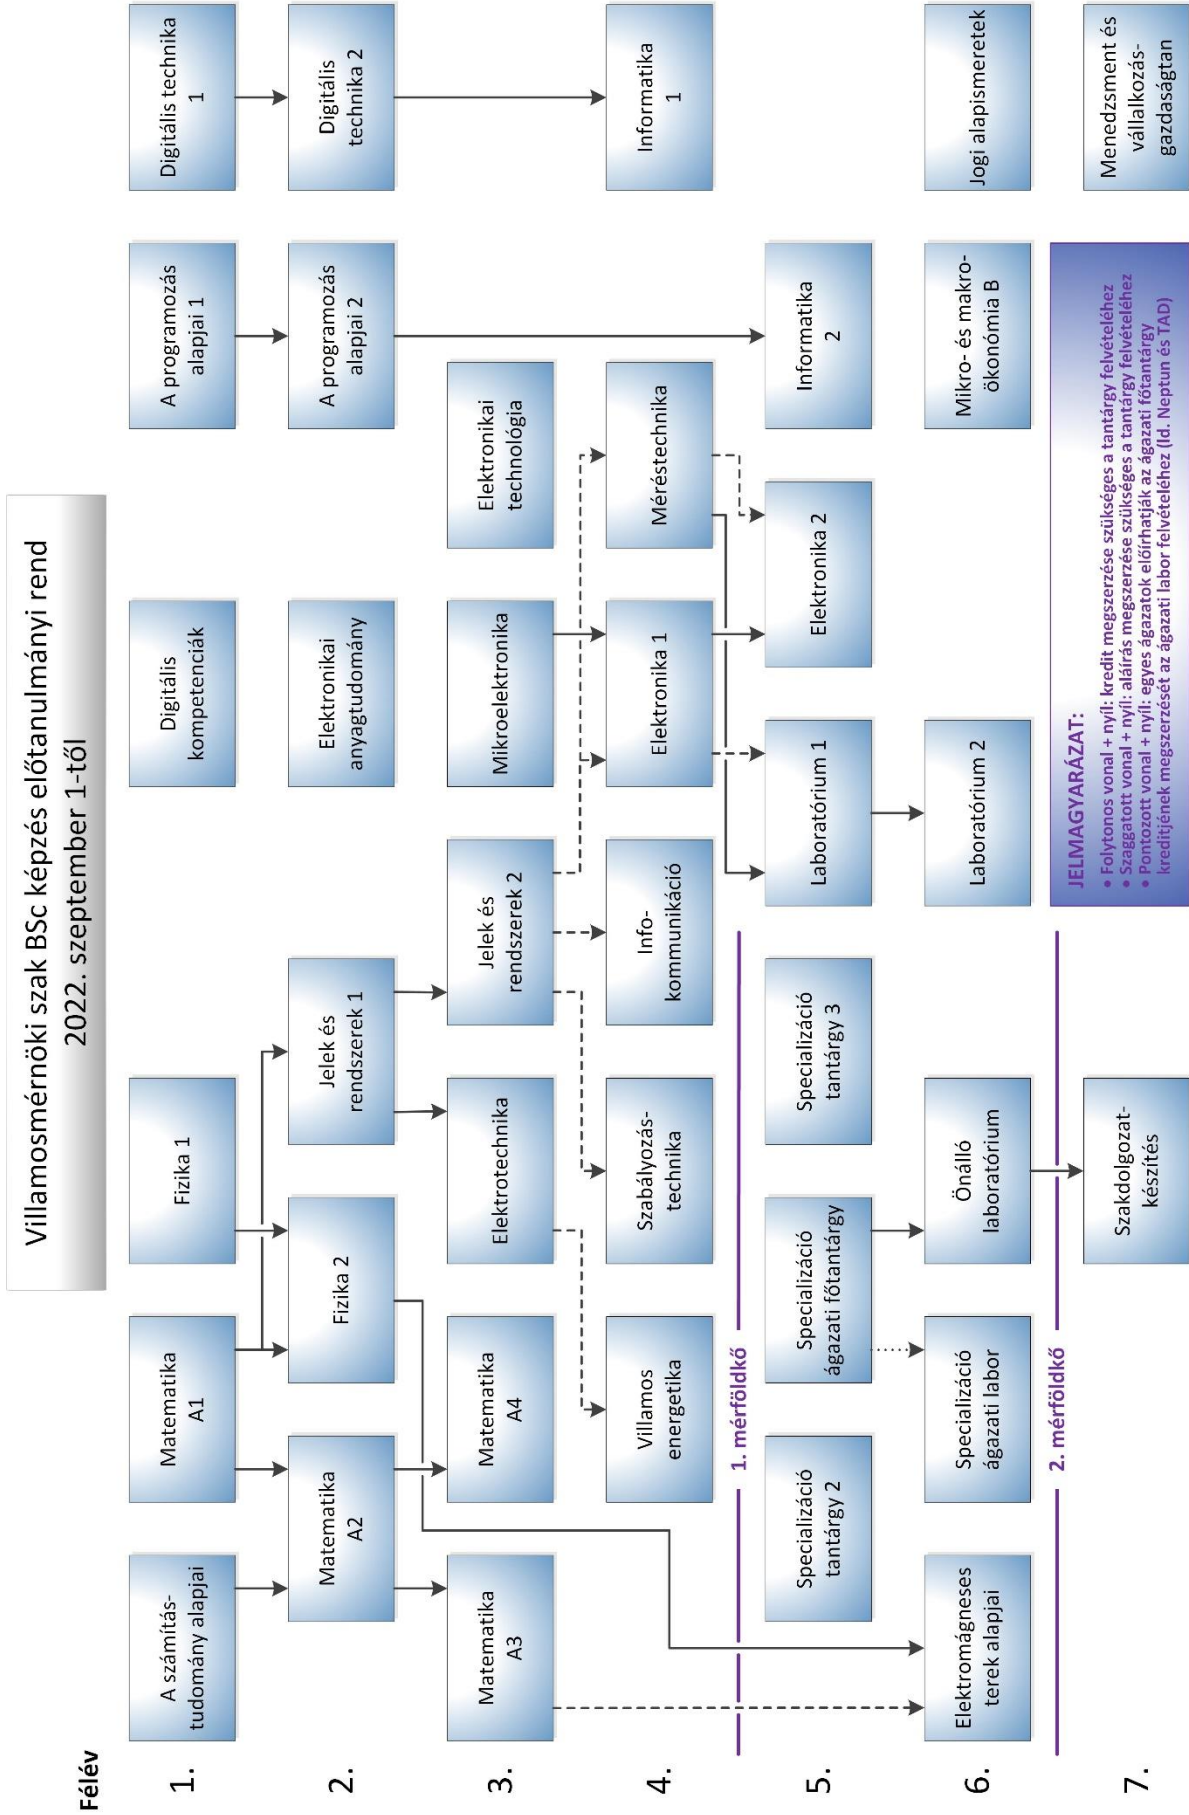 Villamosmérnöki szak BSc képzés előtanulmányi rend
2022. szeptember 1-től
Félév
1.
A számítás-
tudomány alapjai
Matematika
A1
Fizika 1
Digitális
kompetenciák
A programozás
alapjai 1
Digitális technika
1
2.
Matematika
A2
Fizika 2
Jelek és
rendszerek 1
Elektronikai
anyagtudomány
A programozás
alapjai 2
Digitális
technika 2
3.
Matematika
A3
Matematika
A4
Elektrotechnika
Jelek és
rendszerek 2
Mikroelektronika
Elektronikai
technológia
4.
Villamos
energetika
Szabályozás-
technika
Info-
kommunikáció
Elektronika 1
Méréstechnika
Informatika
1
1. mérföldkő
5.
Specializáció
tantárgy 2
Specializáció
ágazati főtantárgy
Specializáció
tantárgy 3
Laboratórium 1
Elektronika 2
Informatika
2
6.
Elektromágneses
terek alapjai
Specializáció
ágazati labor
Önálló
laboratórium
Laboratórium 2
Mikro- és makro-
ökonómia B
Jogi alapismeretek
2. mérföldkő
7.
Szakdolgozat-
készítés
JELMAGYARÁZAT:
• Folytonos vonal + nyíl: kredit megszerzése szükséges a tantárgy felvételéhez
• Szaggatott vonal + nyíl: aláírás megszerzése szükséges a tantárgy felvételéhez
• Pontozott vonal + nyíl: egyes ágazatok előírhatják az ágazati főtantárgy
kreditjének megszerzését az ágazati labor felvételéhez (ld. Neptun és TAD)
Menedzsment és
vállalkozás-
gazdaságtan